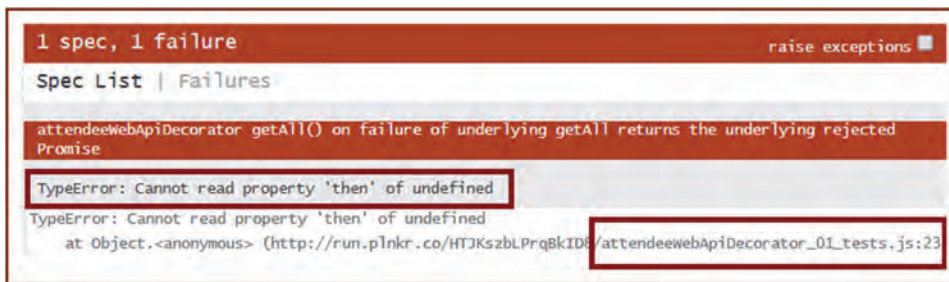 1 spec, 1 failure
raise exceptions
Spec List | Failures
attendeeWebApiDecorator getAll() on failure of underlying getAll returns the underlying rejected
Promise
TypeError: Cannot read property 'then' of undefined
TypeError: Cannot read property 'then' of undefined
at Object.<anonymous> (http://run.plnkr.co/HTJKszbLPrqBkID8/attendeeWebApiDecorator_01_tests.js:23